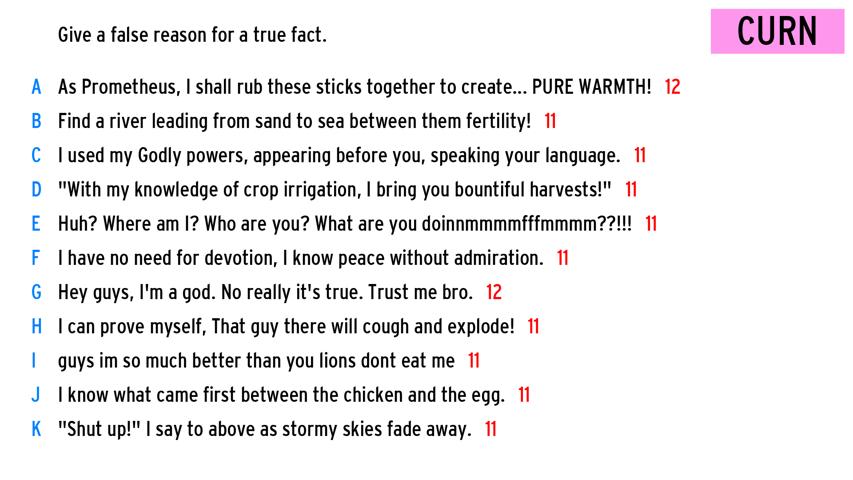 Give a false reason for a true fact.
CURN
A As Prometheus, I shall rub these sticks together to create... PURE WARMTH! 12
B Find a river leading from sand to sea between them fertility! 11
C I used my Godly powers, appearing before you, speaking your language. 11
D "With my knowledge of crop irrigation, I bring you bountiful harvests!" 11
E Huh? Where am I? Who are you? What are you doinnmmmmfffmmmm??!!! 11
F I have no need for devotion, I know peace without admiration. 11
G Hey guys, I'm a god. No really it's true. Trust me bro. 12
H I can prove myself, That guy there will cough and explode! 11
I guys im so much better than you lions dont eat me 11
J I know what came first between the chicken and the egg. 11
K "Shut up!" I say to above as stormy skies fade away. 11